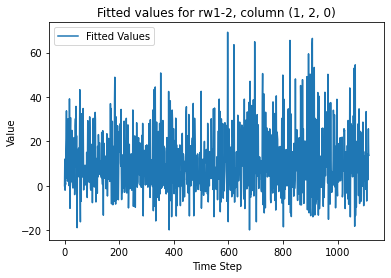 Fitted values for rw1-2, column (1, 2, 0)
Fitted Values
60
40
20
0
−20
Value
0
200
400
600
800
1000
Time Step